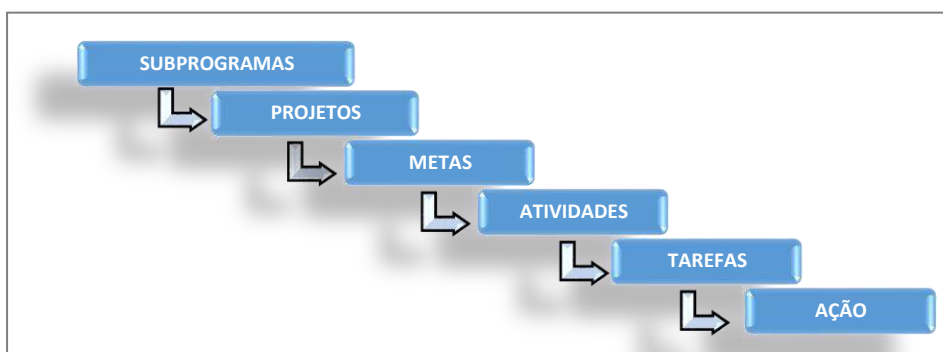 SUBPROGRAMAS
PROJETOS
METAS
ATIVIDADES
TAREFAS
AÇÃO